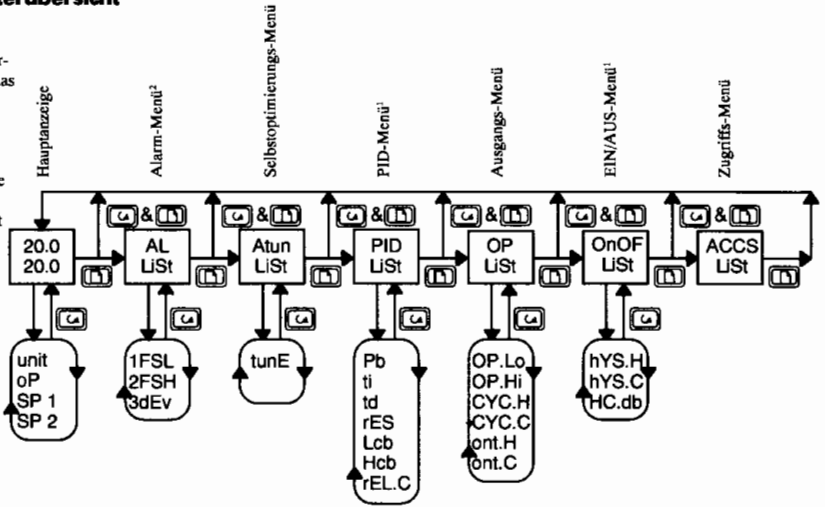 terübersicht
r-
as
e
t
Hauptanzeige
Alarm-Menü²
Selbstoptimierungs-Menü
PID-Menü¹
Ausgangs-Menü
EIN/AUS-Menü¹
Zugriffs-Menü
& & & & & &
20.0
20.0
AL
LiSt
Atun
LiSt
PID
LiSt
OP
LiSt
OnOF
LiSt
ACCS
LiSt
unit
oP
SP 1
SP 2
1FSL
2FSH
3dEv
tunE
Pb
ti
td
rES
Lcb
Hcb
rEL.C
OP.Lo
OP.Hi
CYC.H
CYC.C
ont.H
ont.C
hYS.H
hYS.C
HC.db